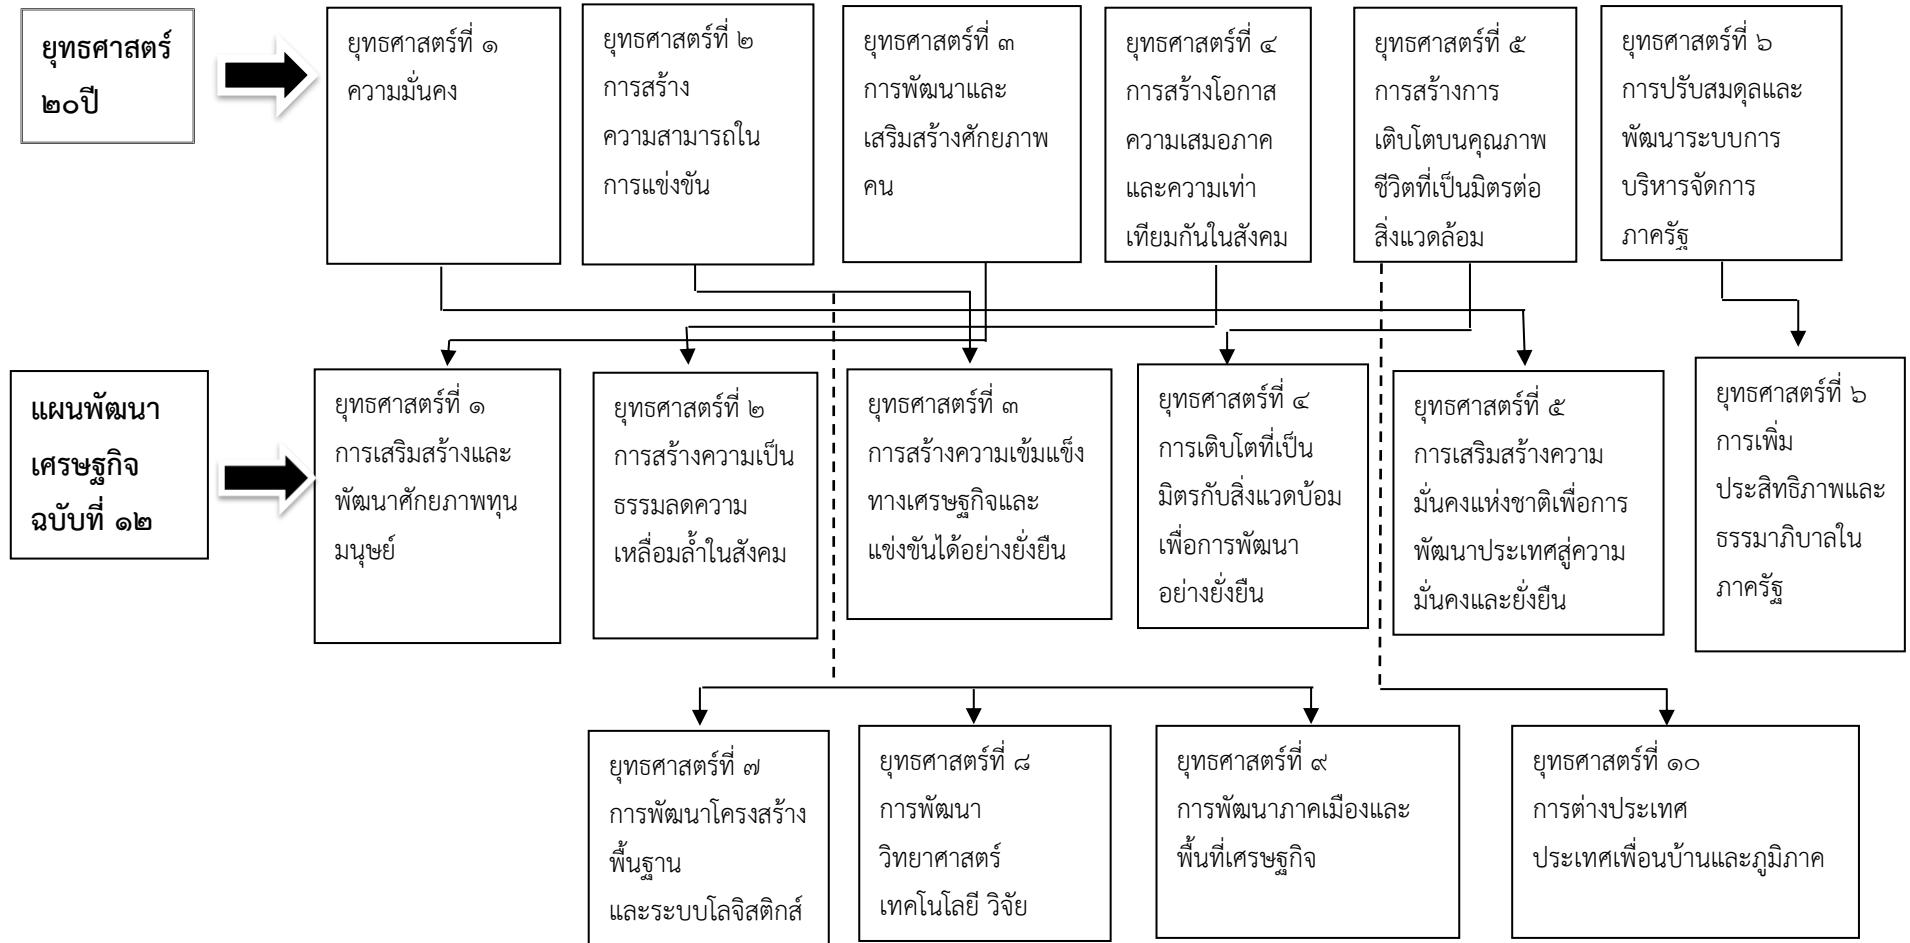 ยุทธศาสตร์
๒๐ปี
ยุทธศาสตร์ที่ ๑
ความมั่นคง
ยุทธศาสตร์ที่ ๒
การสร้าง
ความสามารถใน
การแข่งขัน
ยุทธศาสตร์ที่ ๓
การพัฒนาและ
เสริมสร้างศักยภาพ
คน
ยุทธศาสตร์ที่ ๔
การสร้างโอกาส
ความเสมอภาค
และความเท่า
เทียมกันในสังคม
ยุทธศาสตร์ที่ ๕
การสร้างการ
เติบโตบนคุณภาพ
ชีวิตที่เป็นมิตรต่อ
สิ่งแวดล้อม
ยุทธศาสตร์ที่ ๖
การปรับสมดุลและ
พัฒนาระบบการ
บริหารจัดการ
ภาครัฐ
แผนพัฒนา
เศรษฐกิจ
ฉบับที่ ๑๒
ยุทธศาสตร์ที่ ๑
การเสริมสร้างและ
พัฒนาศักยภาพทุน
มนุษย์
ยุทธศาสตร์ที่ ๒
การสร้างความเป็น
ธรรมลดความ
เหลื่อมล้ำในสังคม
ยุทธศาสตร์ที่ ๓
การสร้างความเข้มแข็ง
ทางเศรษฐกิจและ
แข่งขันได้อย่างยั่งยืน
ยุทธศาสตร์ที่ ๔
การเติบโตที่เป็น
มิตรกับสิ่งแวดบ้อม
เพื่อการพัฒนา
อย่างยั่งยืน
ยุทธศาสตร์ที่ ๕
การเสริมสร้างความ
มั่นคงแห่งชาติเพื่อการ
พัฒนาประเทศสู่ความ
มั่นคงและยั่งยืน
ยุทธศาสตร์ที่ ๖
การเพิ่ม
ประสิทธิภาพและ
ธรรมาภิบาลใน
ภาครัฐ
ยุทธศาสตร์ที่ ๗
การพัฒนาโครงสร้าง
พื้นฐาน
และระบบโลจิสติกส์
ยุทธศาสตร์ที่ ๘
การพัฒนา
วิทยาศาสตร์
เทคโนโลยี วิจัย
ยุทธศาสตร์ที่ ๙
การพัฒนาภาคเมืองและ
พื้นที่เศรษฐกิจ
ยุทธศาสตร์ที่ ๑๐
การต่างประเทศ
ประเทศเพื่อนบ้านและภูมิภาค